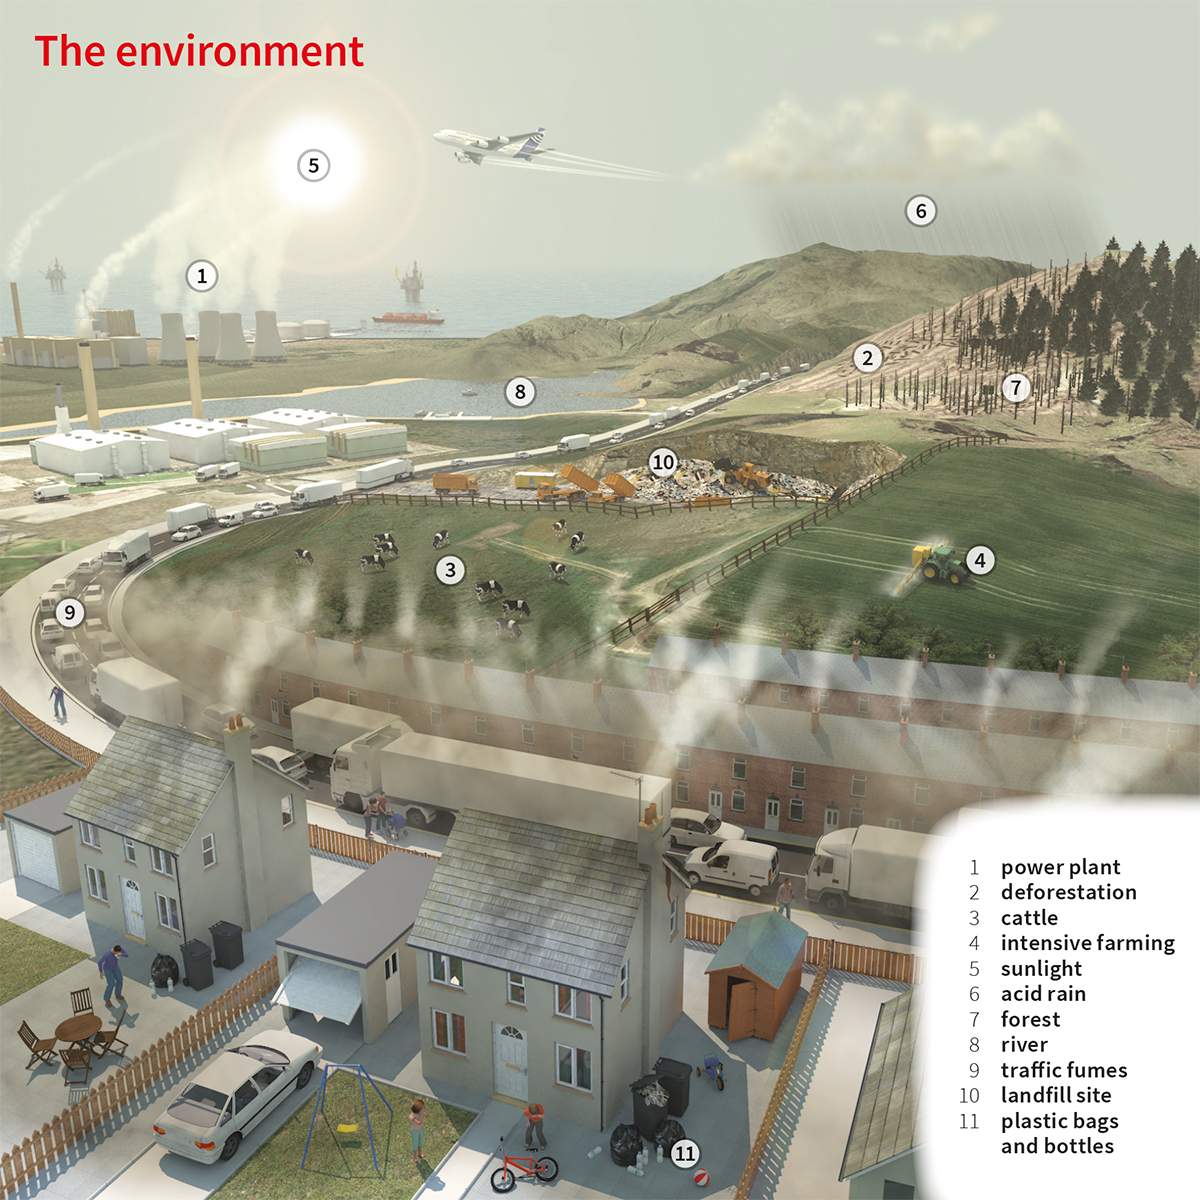 The environment
5
6
1
2
7
8
10
3
4
9
11
1 power plant
2 deforestation
3 cattle
4 intensive farming
5 sunlight
6 acid rain
7 forest
8 river
9 traffic fumes
10 landfill site
11 plastic bags
and bottles